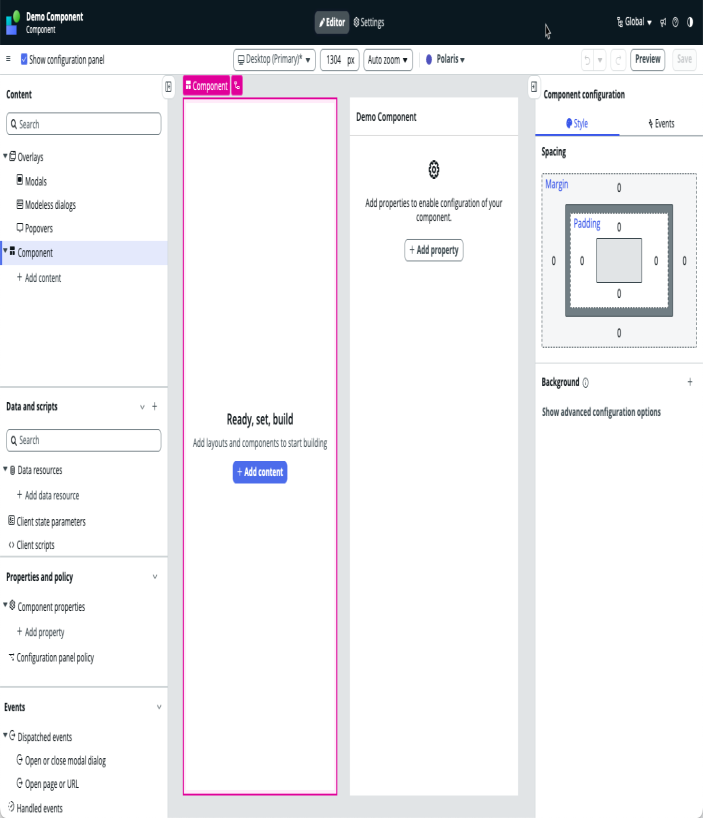 Demo Component
Component
Editor
Settings
Global
Show configuration panel
Desktop (Primary)*
1304 px
Auto zoom
Polaris
Preview
Save
Content
Search
Overlays
Modals
Modeless dialogs
Popovers
Component
+ Add content
Data and scripts
Search
Data resources
+ Add data resource
Client state parameters
Client scripts
Properties and policy
Component properties
+ Add property
Configuration panel policy
Events
Dispatched events
Open or close modal dialog
Open page or URL
Handled events
Component
Ready, set, build
Add layouts and components to start building
+ Add content
Demo Component
Add properties to enable configuration of your
component.
+ Add property
Component configuration
Style
Events
Spacing
Margin
0
Padding
0
0
0
0
0
0
0
Background
Show advanced configuration options